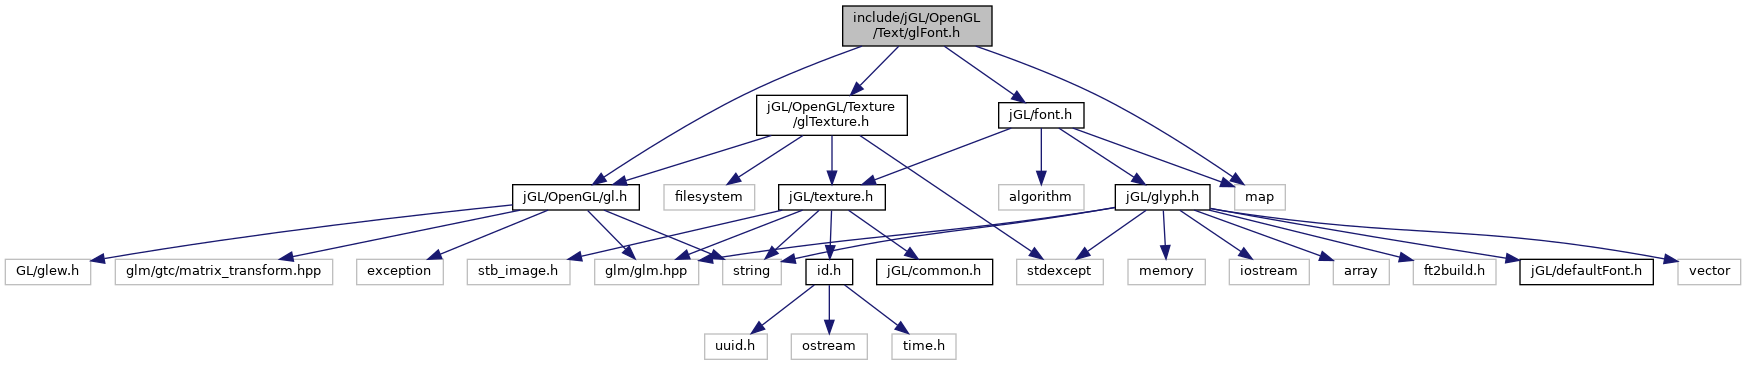 include/jGL/OpenGL
/Text/glFont.h
jGL/OpenGL/Texture
/glTexture.h
jGL/font.h
jGL/OpenGL/gl.h
filesystem
jGL/texture.h
algorithm
jGL/glyph.h
map
GL/glew.h
glm/gtc/matrix_transform.hpp
exception
stb_image.h
glm/glm.hpp
string
id.h
jGL/common.h
stdexcept
memory
iostream
array
ft2build.h
jGL/defaultFont.h
vector
uuid.h
ostream
time.h